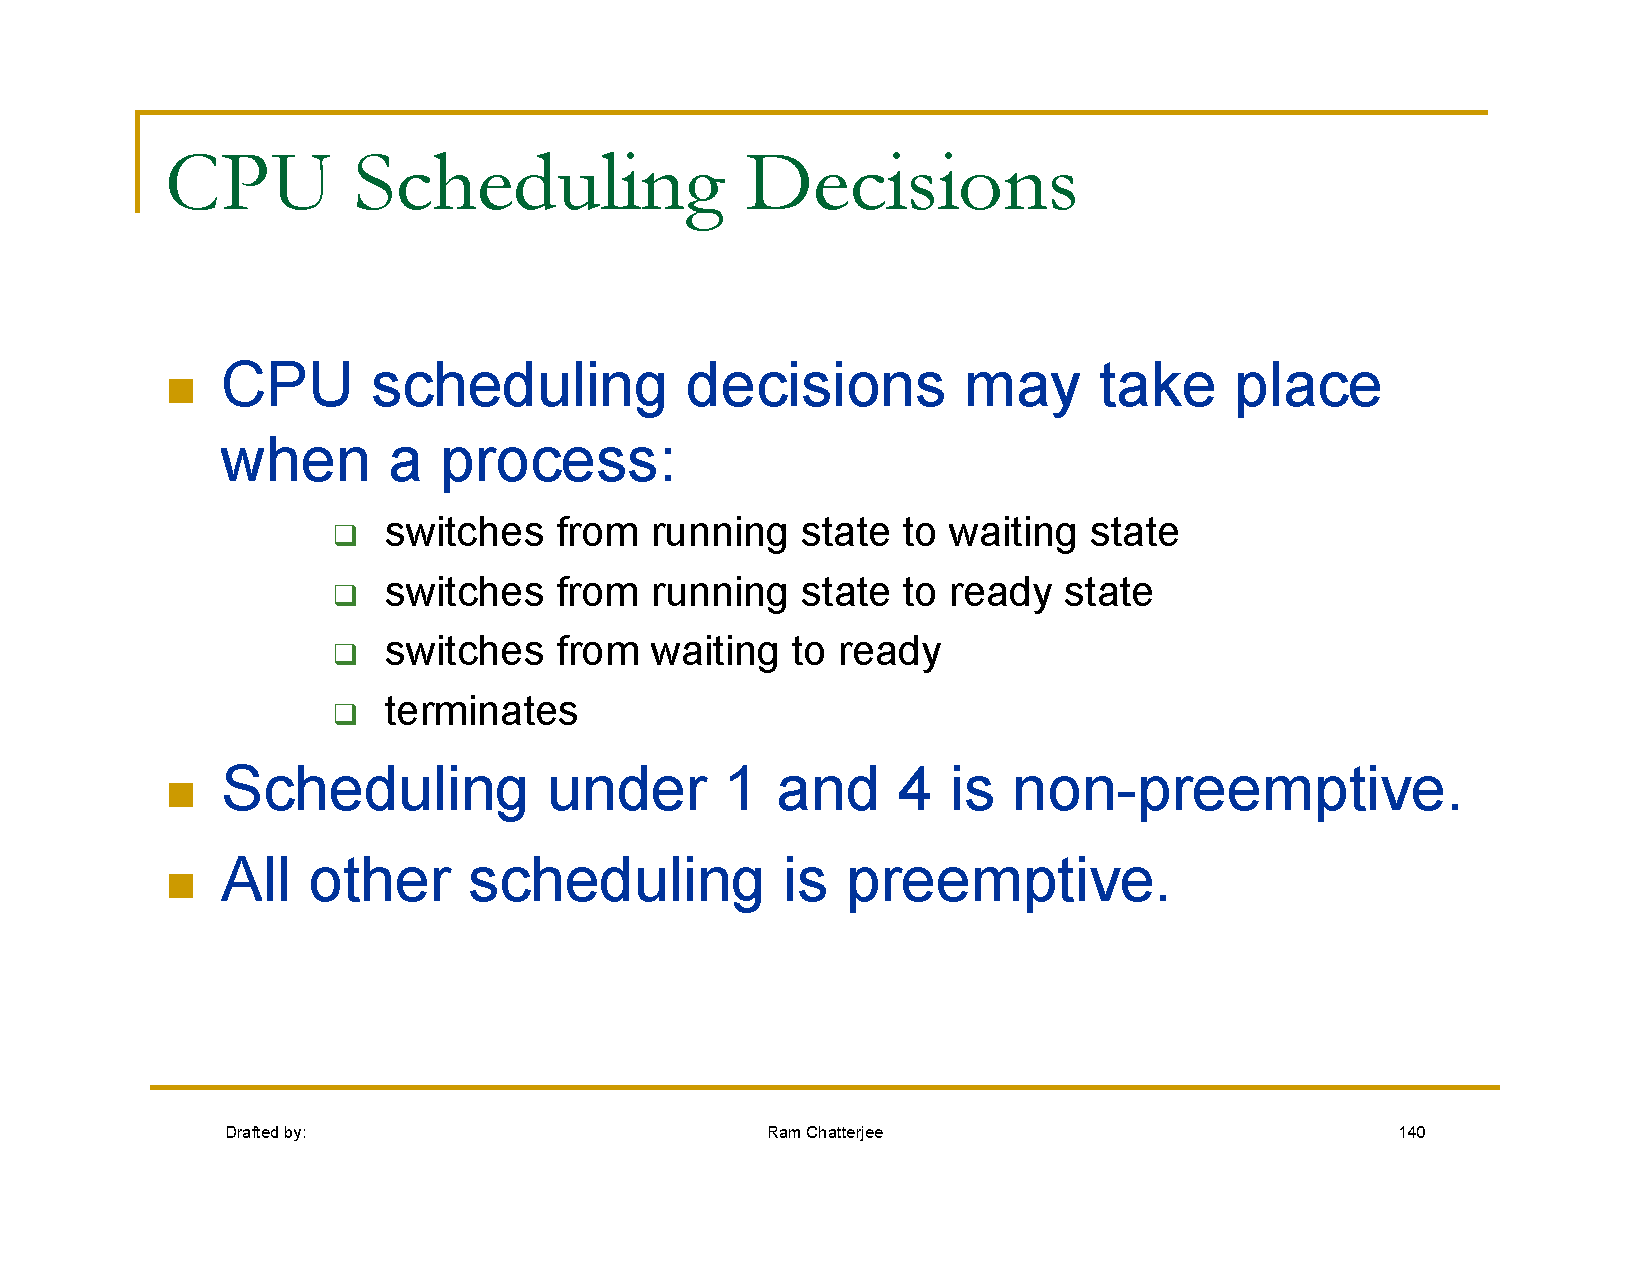 CPU Scheduling Decisions
CPU scheduling decisions may take place
when a process:
switches from running state to waiting state
switches from running state to ready state
switches from waiting to ready
terminates
Scheduling under 1 and 4 is non-preemptive.
All other scheduling is preemptive.
Drafted by: Ram Chatterjee 140